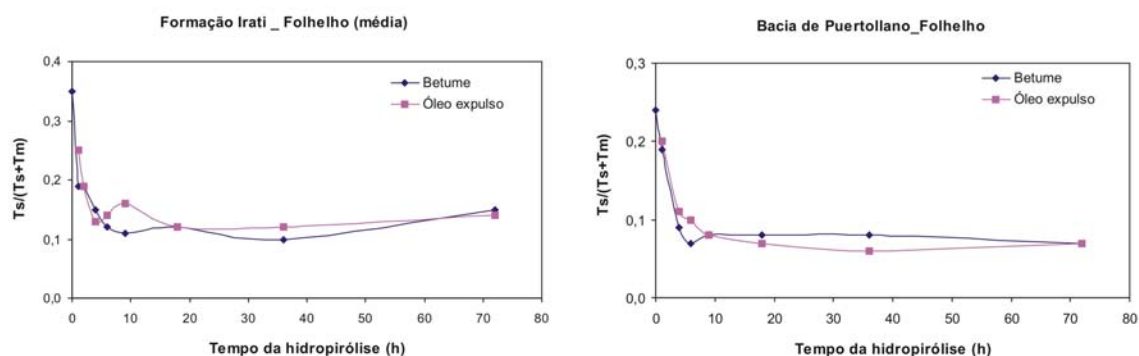 Formação Irati _ Folhelho (média)
0,4
0,3
0,2
0,1
0,0
Ts/(Ts+Tm)
Betume
Óleo expulso
0 10 20 30 40 50 60 70 80
Tempo da hidropirólise (h)
Bacia de Puertollano_Folhelho
0,3
0,2
0,1
0,0
Ts/(Ts+Tm)
Betume
Óleo expulso
0 10 20 30 40 50 60 70 80
Tempo da hidropirólise (h)